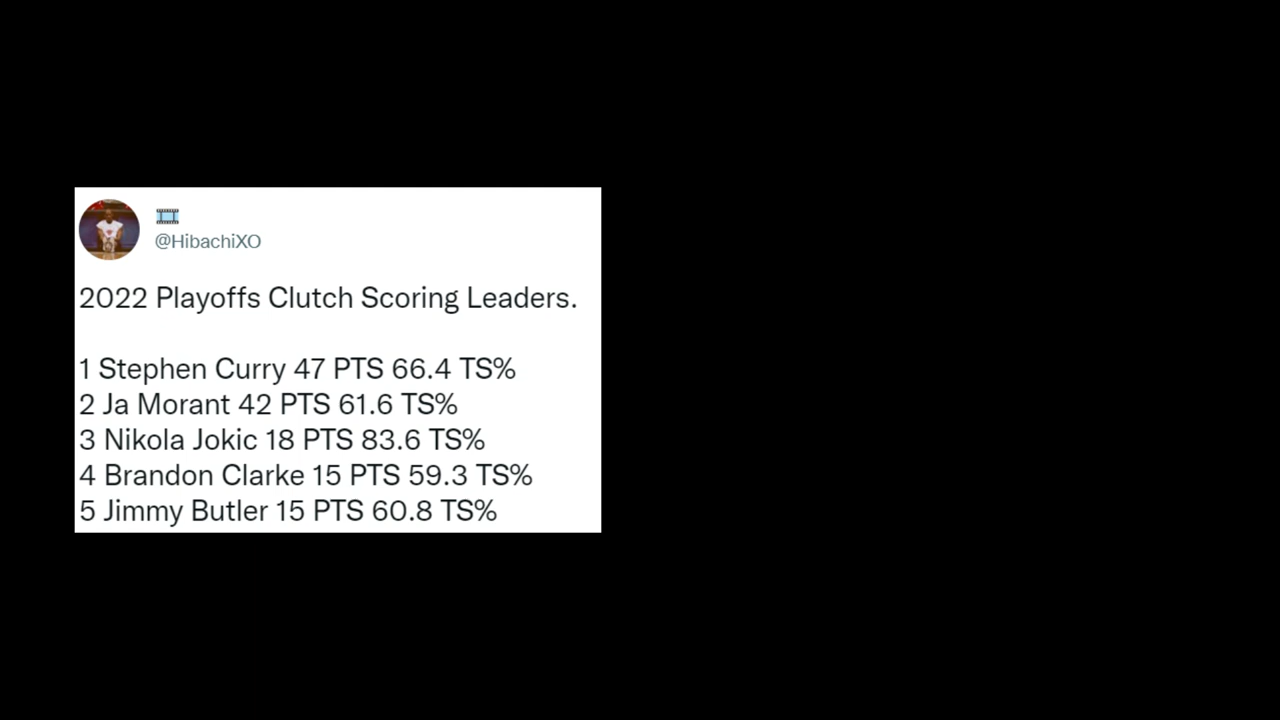 @HibachiXO
2022 Playoffs Clutch Scoring Leaders.
1 Stephen Curry 47 PTS 66.4 TS%
2 Ja Morant 42 PTS 61.6 TS%
3 Nikola Jokic 18 PTS 83.6 TS%
4 Brandon Clarke 15 PTS 59.3 TS%
5 Jimmy Butler 15 PTS 60.8 TS%